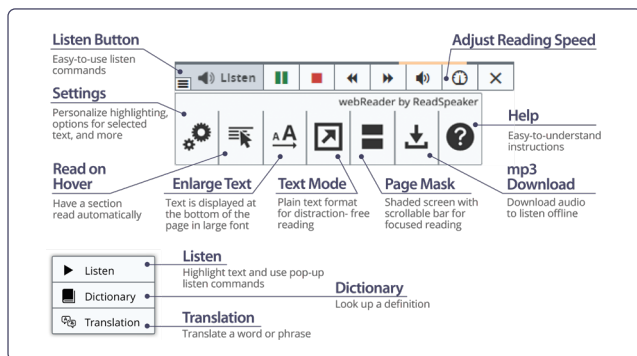 Listen Button
Easy-to-use listen
commands
Adjust Reading Speed
Listen
webReader by ReadSpeaker
Settings
Personalize highlighting,
options for selected
text, and more
Help
Easy-to-understand
instructions
AA
Read on
Hover
Have a section
read automatically
Enlarge Text
Text is displayed at
the bottom of the
page in large font
Text Mode
Plain text format
for distraction- free
reading
Page Mask
Shaded screen with
scrollable bar for
focused reading
mp3
Download
Download audio
to listen offline
Listen
Dictionary
Translation
Listen
Highlight text and use pop-up
listen commands
Dictionary
Look up a definition
Translation
Translate a word or phrase